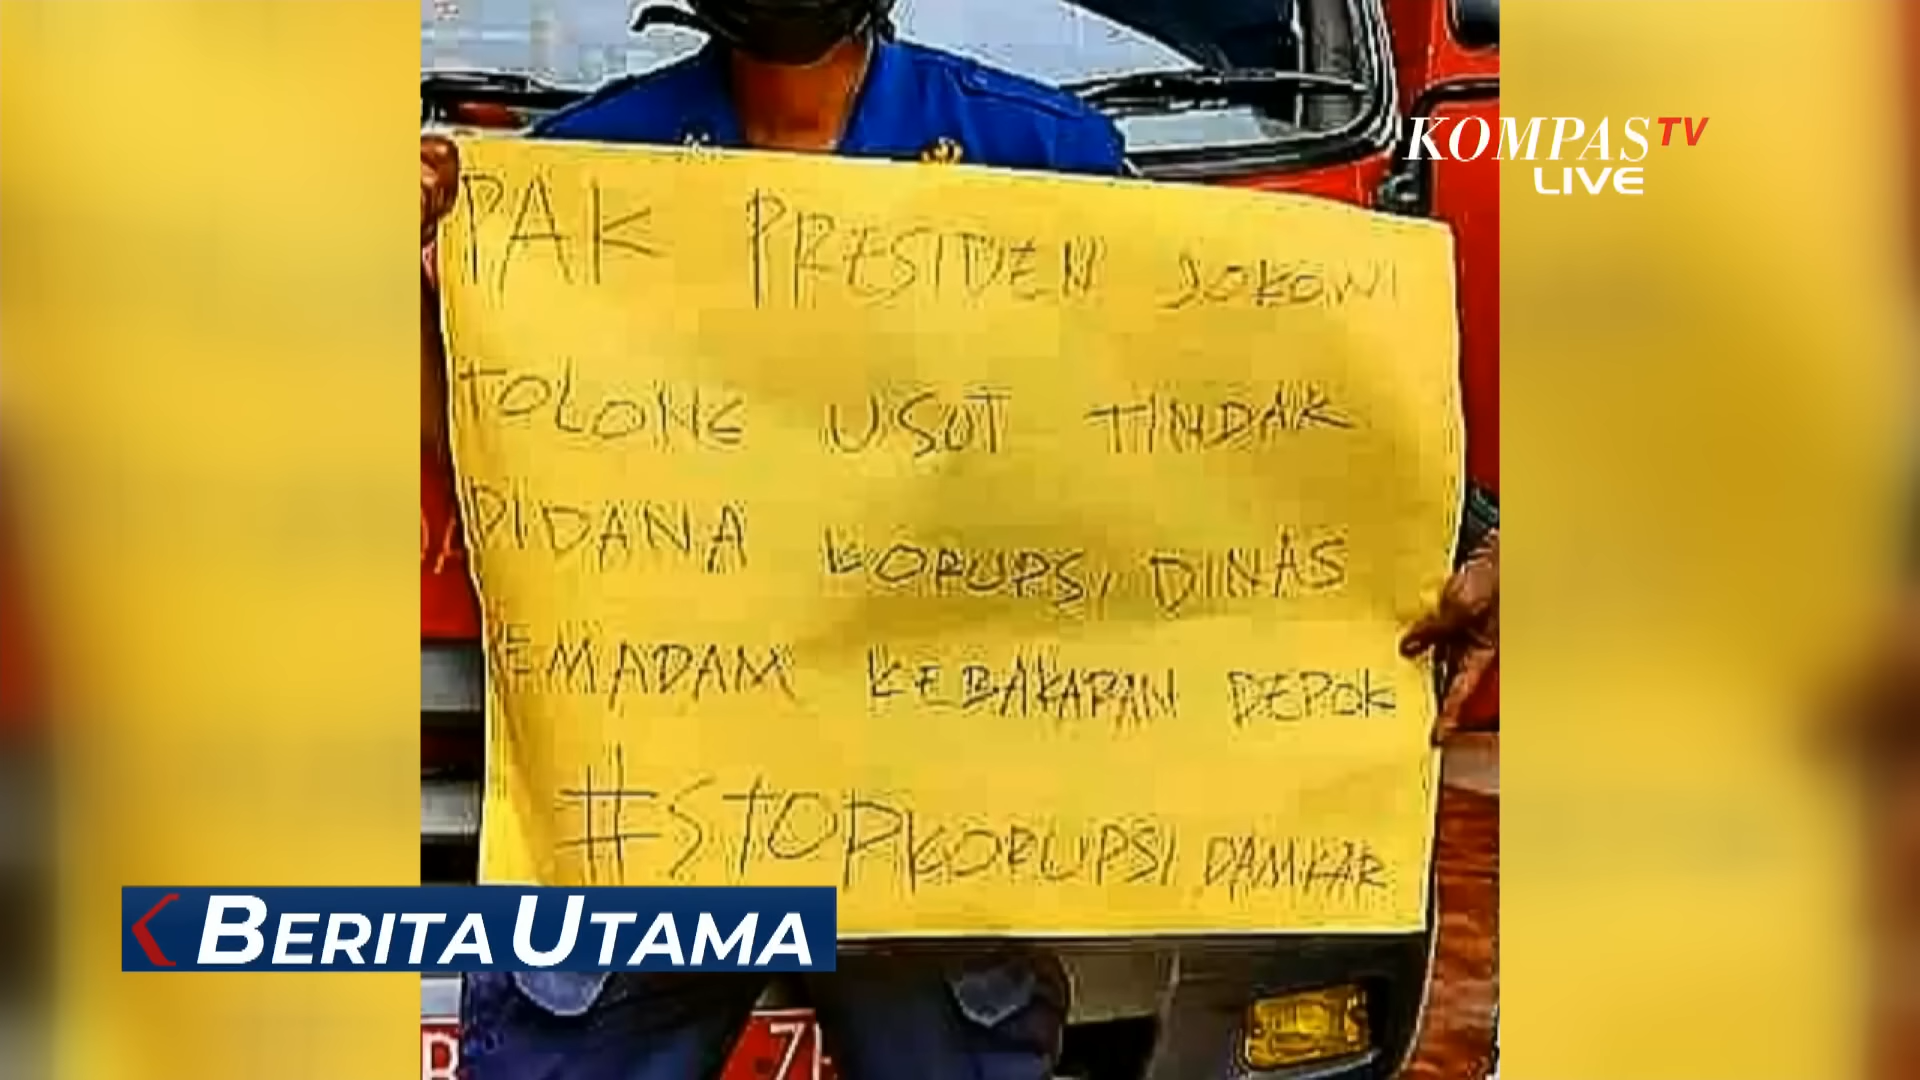 KOMPAS TV
LIVE
PAK PRESIDEN JOKOWI
TOLONG USUT TINDAK
PIDANA KORUPSI DINAS
PEMADAM KEBAKARAN DEPOK
#STOPKORUPSI DAMKAR
BERITA UTAMA
B 7